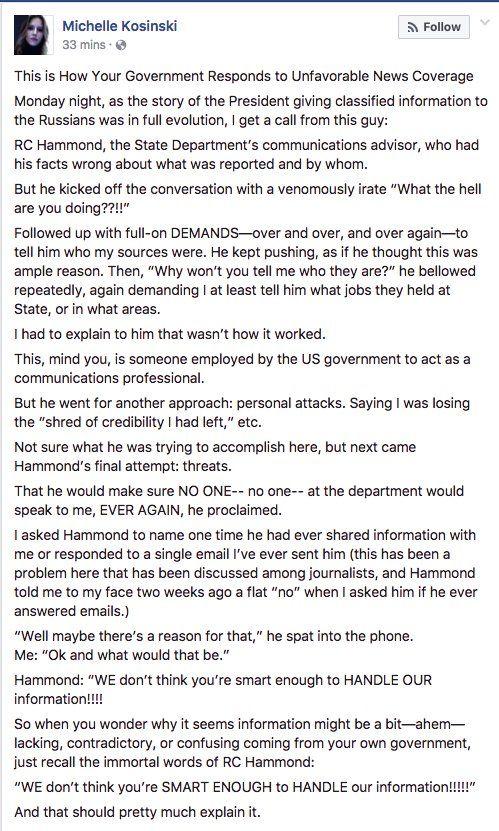 Michelle Kosinski
Follow
33 mins ·
This is How Your Government Responds to Unfavorable News Coverage
Monday night, as the story of the President giving classified information to
the Russians was in full evolution, I get a call from this guy:
RC Hammond, the State Department's communications advisor, who had
his facts wrong about what was reported and by whom.
But he kicked off the conversation with a venomously irate "What the hell
are you doing??!!"
Followed up with full-on DEMANDS—over and over, and over again—to
tell him who my sources were. He kept pushing, as if he thought this was
ample reason. Then, "Why won't you tell me who they are?" he bellowed
repeatedly, again demanding I at least tell him what jobs they held at
State, or in what areas.
I had to explain to him that wasn't how it worked.
This, mind you, is someone employed by the US government to act as a
communications professional.
But he went for another approach: personal attacks. Saying I was losing
the "shred of credibility I had left," etc.
Not sure what he was trying to accomplish here, but next came
Hammond's final attempt: threats.
That he would make sure NO ONE-- no one-- at the department would
speak to me, EVER AGAIN, he proclaimed.
I asked Hammond to name one time he had ever shared information with
me or responded to a single email I've ever sent him (this has been a
problem here that has been discussed among journalists, and Hammond
told me to my face two weeks ago a flat "no" when I asked him if he ever
answered emails.)
"Well maybe there's a reason for that," he spat into the phone.
Me: "Ok and what would that be."
Hammond: "WE don't think you're smart enough to HANDLE OUR
information!!!!
So when you wonder why it seems information might be a bit—ahem—
lacking, contradictory, or confusing coming from your own government,
just recall the immortal words of RC Hammond:
"WE don't think you're SMART ENOUGH to HANDLE our information!!!!!"
And that should pretty much explain it.